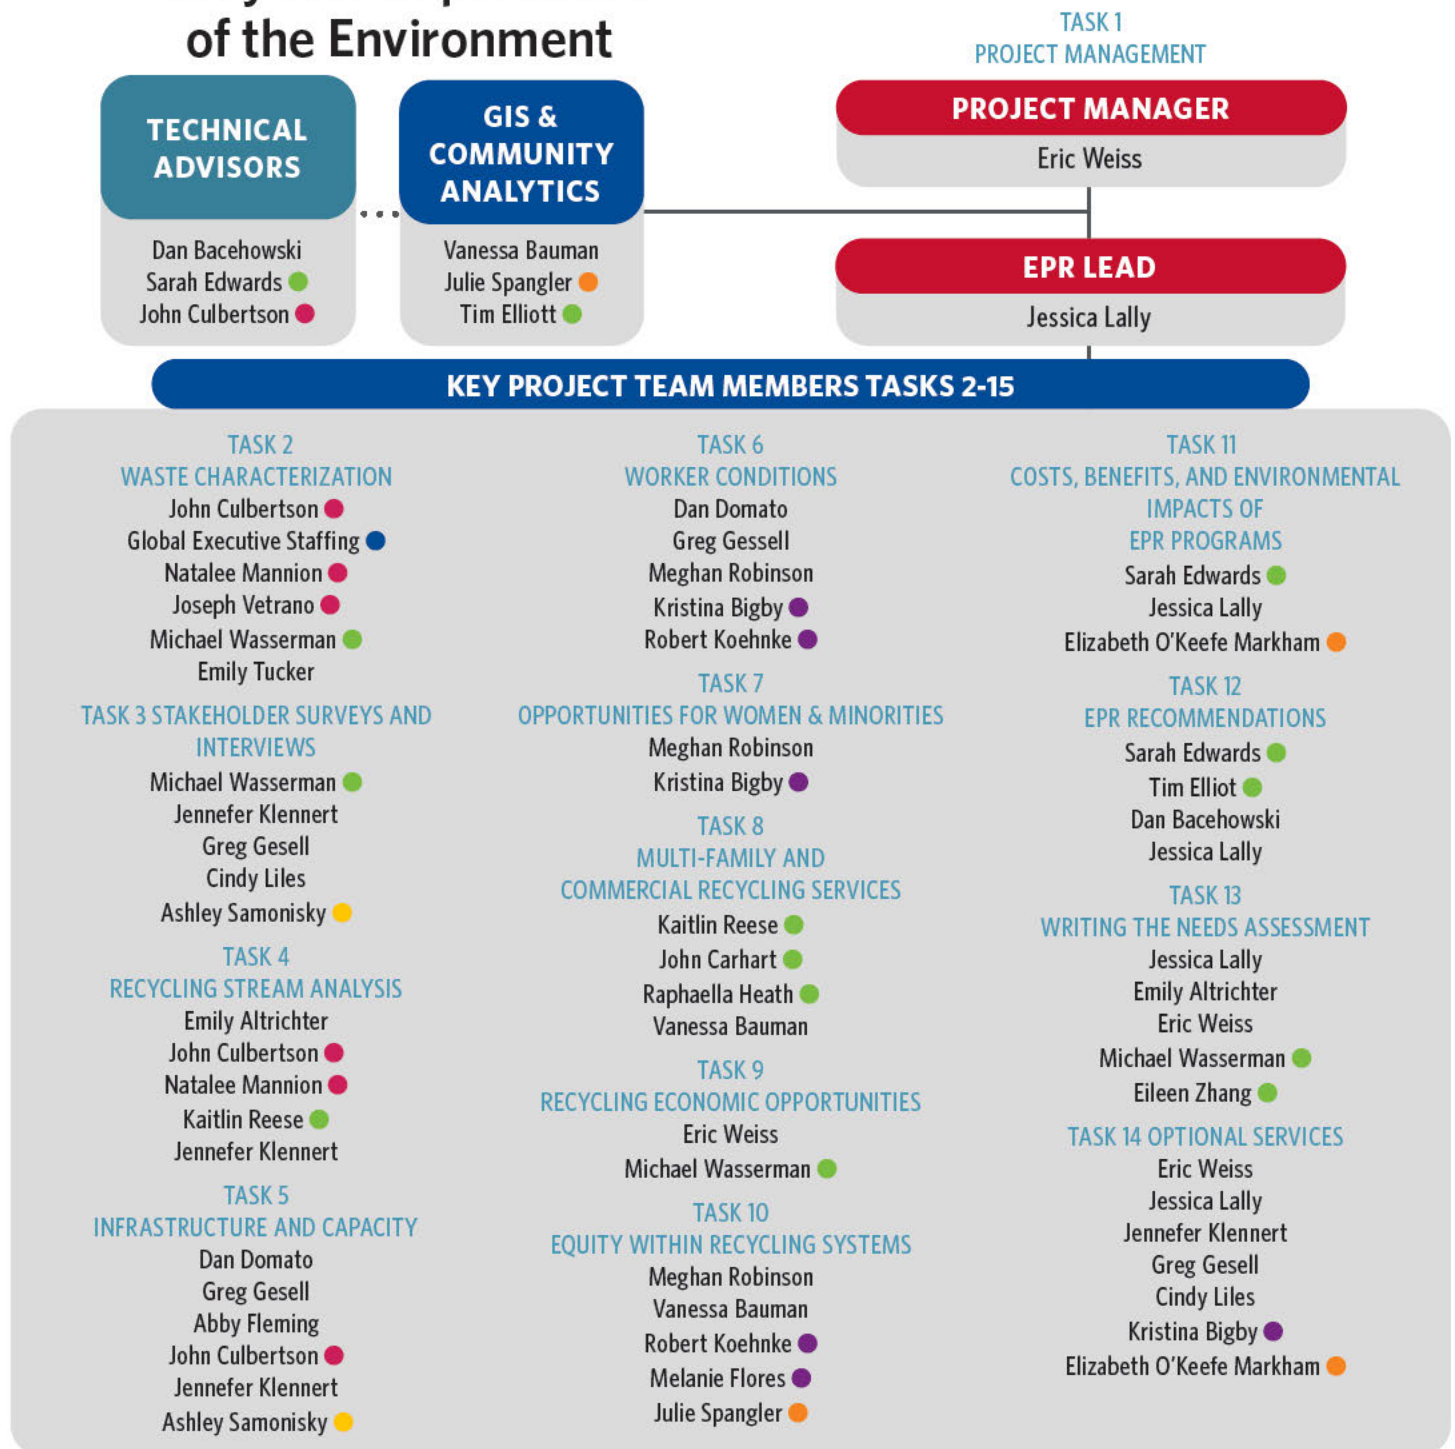 of the Environment
TECHNICAL
ADVISORS
Dan Bacehowski
Sarah Edwards
John Culbertson
GIS &
COMMUNITY
ANALYTICS
Vanessa Bauman
Julie Spangler
Tim Elliott
TASK 1
PROJECT MANAGEMENT
PROJECT MANAGER
Eric Weiss
EPR LEAD
Jessica Lally
KEY PROJECT TEAM MEMBERS TASKS 2-15
TASK 2
WASTE CHARACTERIZATION
John Culbertson
Global Executive Staffing
Natalee Mannion
Joseph Vetrano
Michael Wasserman
Emily Tucker
TASK 3 STAKEHOLDER SURVEYS AND
INTERVIEWS
Michael Wasserman
Jennefer Klennert
Greg Gesell
Cindy Liles
Ashley Samonisky
TASK 4
RECYCLING STREAM ANALYSIS
Emily Altrichter
John Culbertson
Natalee Mannion
Kaitlin Reese
Jennefer Klennert
TASK 5
INFRASTRUCTURE AND CAPACITY
Dan Domato
Greg Gesell
Abby Fleming
John Culbertson
Jennefer Klennert
Ashley Samonisky
TASK 6
WORKER CONDITIONS
Dan Domato
Greg Gessell
Meghan Robinson
Kristina Bigby
Robert Koehnke
TASK 7
OPPORTUNITIES FOR WOMEN & MINORITIES
Meghan Robinson
Kristina Bigby
TASK 8
MULTI-FAMILY AND
COMMERCIAL RECYCLING SERVICES
Kaitlin Reese
John Carhart
Raphaella Heath
Vanessa Bauman
TASK 9
RECYCLING ECONOMIC OPPORTUNITIES
Eric Weiss
Michael Wasserman
TASK 10
EQUITY WITHIN RECYCLING SYSTEMS
Meghan Robinson
Vanessa Bauman
Robert Koehnke
Melanie Flores
Julie Spangler
TASK 11
COSTS, BENEFITS, AND ENVIRONMENTAL
IMPACTS OF
EPR PROGRAMS
Sarah Edwards
Jessica Lally
Elizabeth O'Keefe Markham
TASK 12
EPR RECOMMENDATIONS
Sarah Edwards
Tim Elliot
Dan Bacehowski
Jessica Lally
TASK 13
WRITING THE NEEDS ASSESSMENT
Jessica Lally
Emily Altrichter
Eric Weiss
Michael Wasserman
Eileen Zhang
TASK 14 OPTIONAL SERVICES
Eric Weiss
Jessica Lally
Jennefer Klennert
Greg Gesell
Cindy Liles
Kristina Bigby
Elizabeth O'Keefe Markham